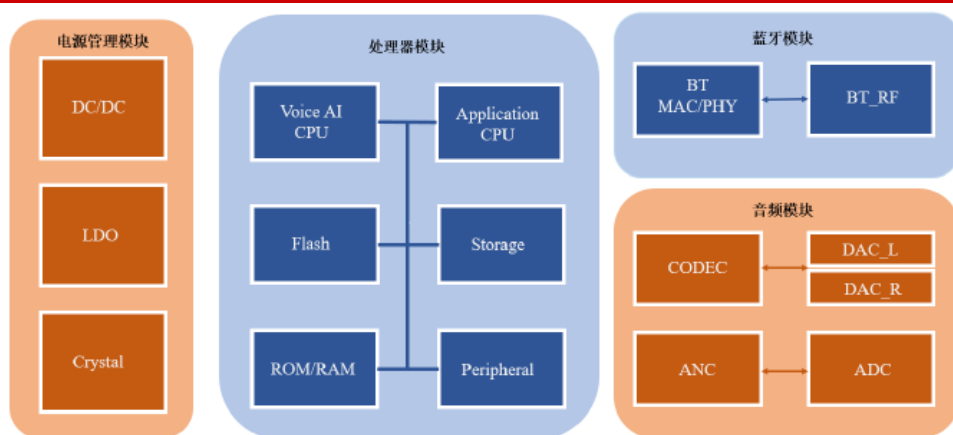 电源管理模块
DC/DC
LDO
Crystal
处理器模块
Voice AI
CPU
Application
CPU
Flash
Storage
ROM/RAM
Peripheral
蓝牙模块
BT
MAC/PHY
BT_RF
音频模块
CODEC
DAC_L
DAC_R
ANC
ADC